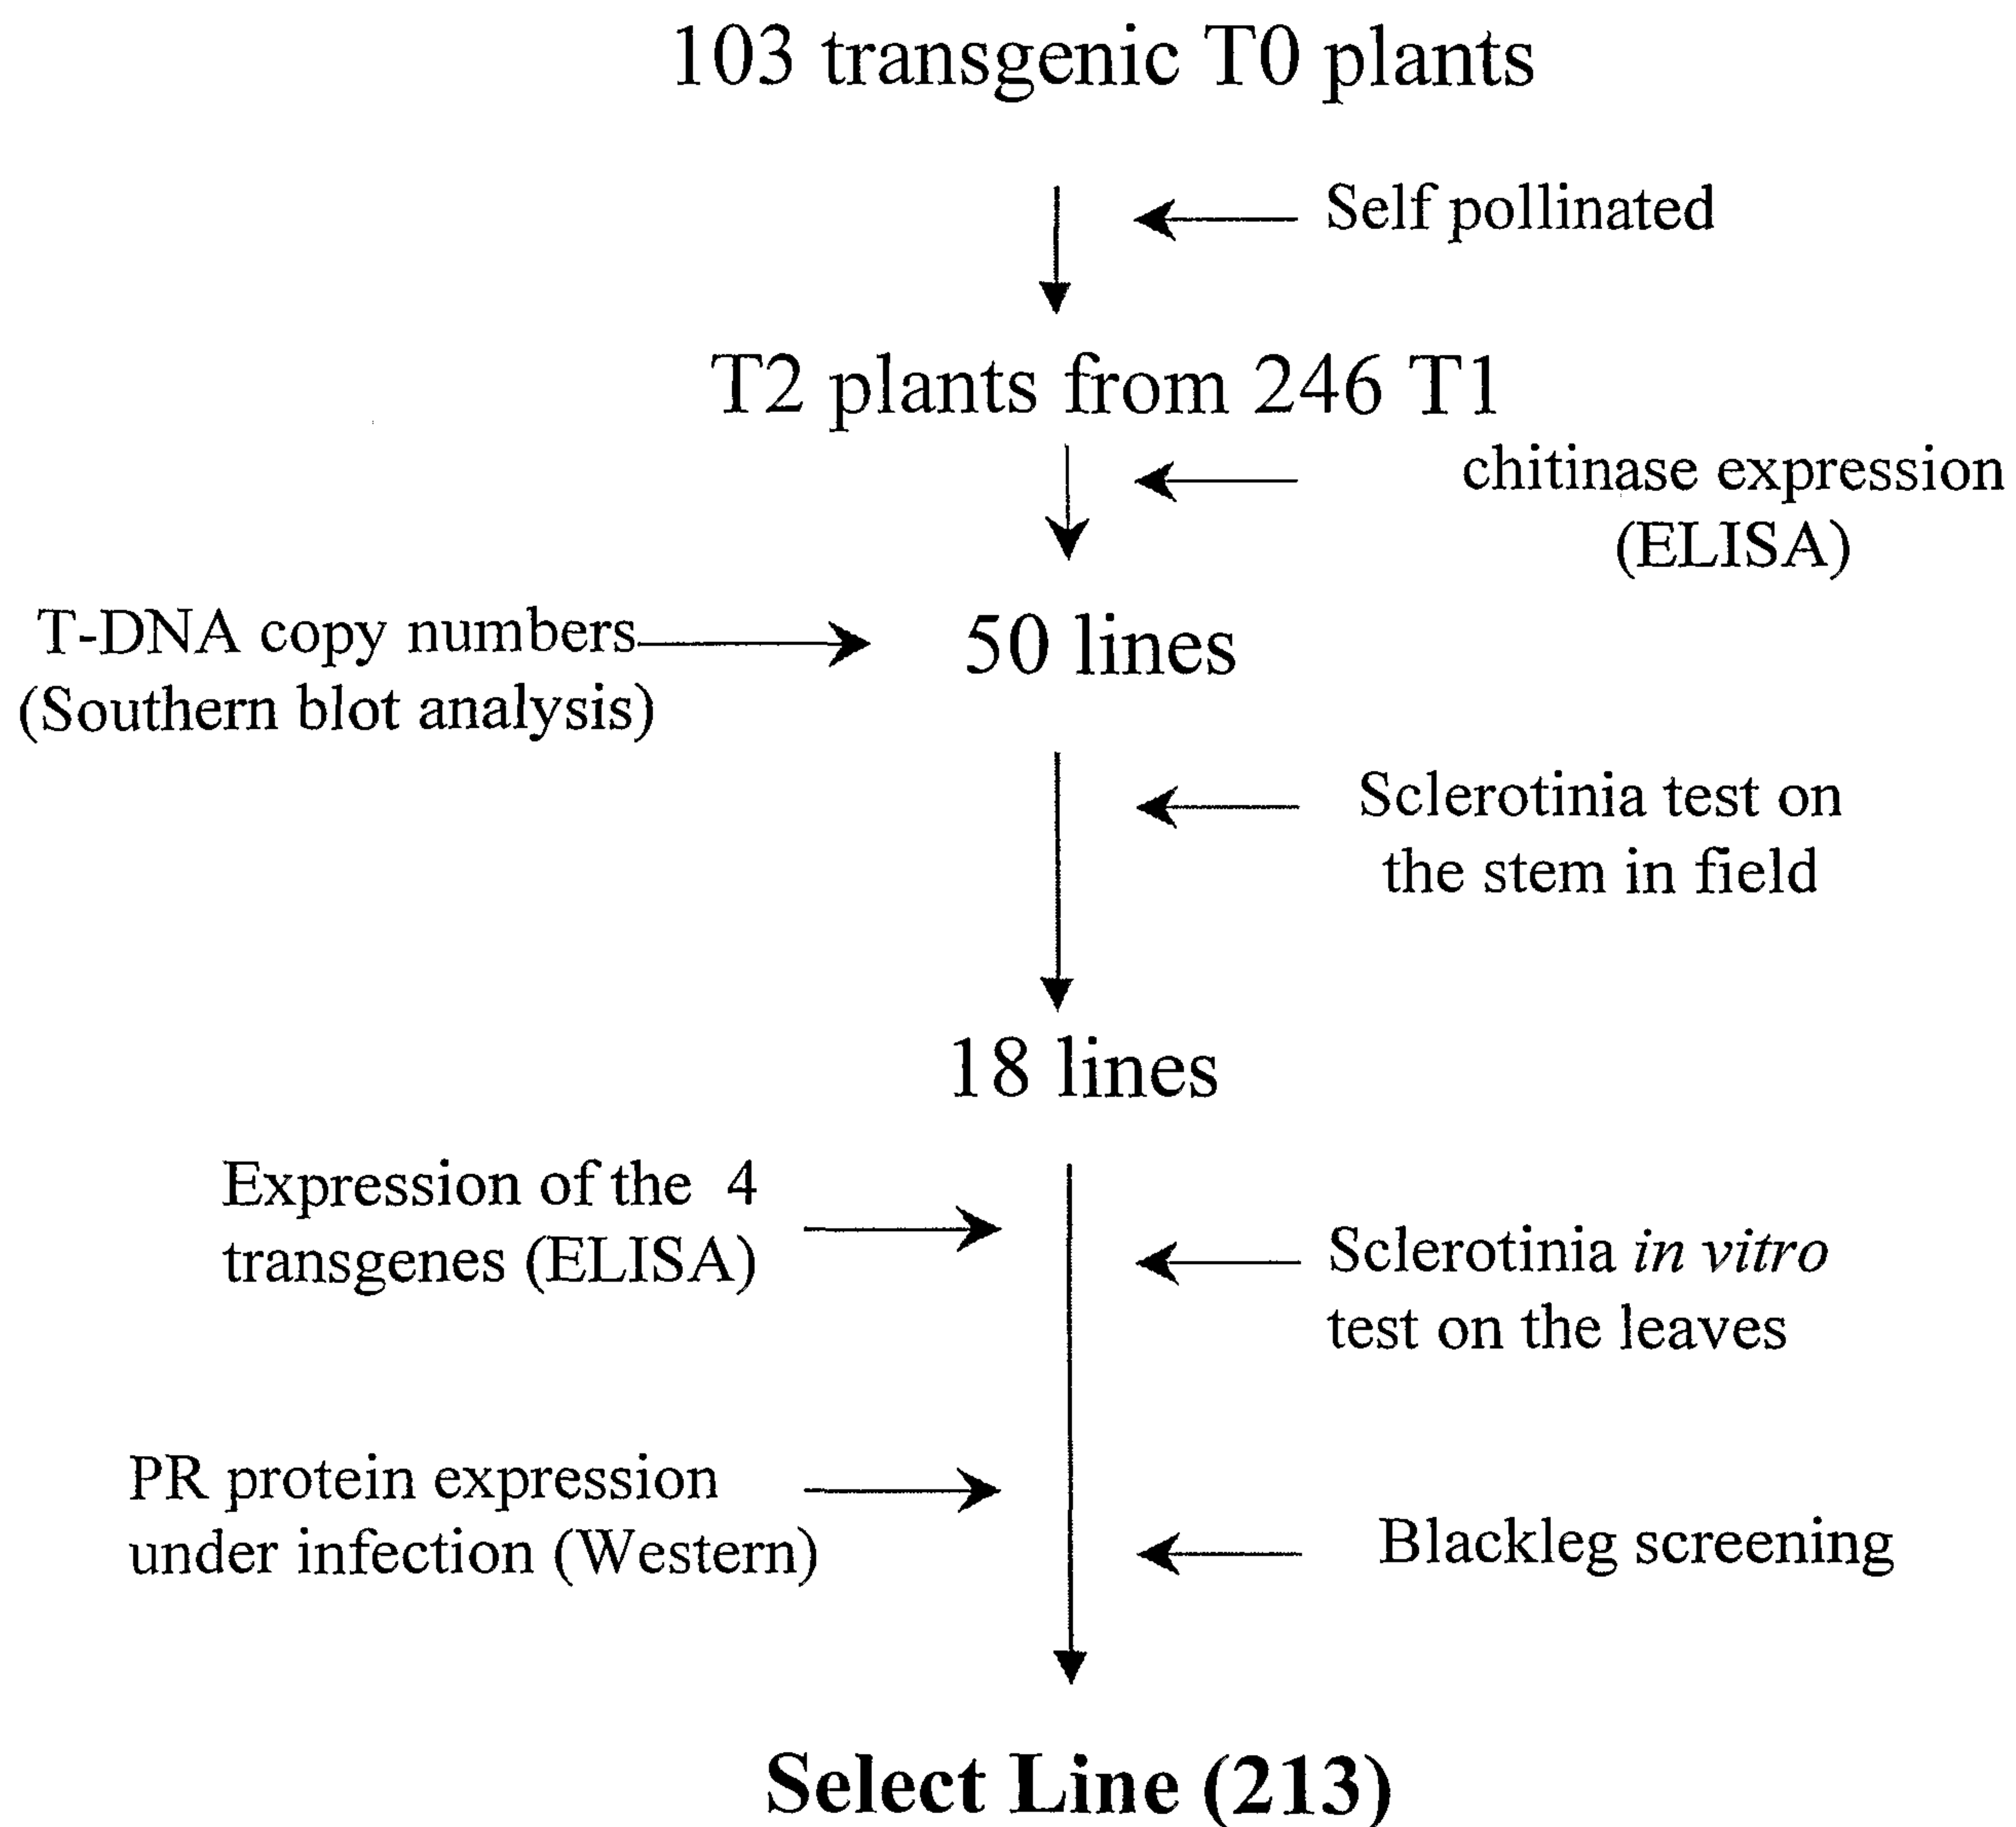 103 transgenic T0 plants
Self pollinated
T2 plants from 246 T1
chitinase expression
(ELISA)
T-DNA copy numbers
(Southern blot analysis)
50 lines
Sclerotinia test on
the stem in field
18 lines
Expression of the 4
transgenes (ELISA)
Sclerotinia in vitro
test on the leaves
PR protein expression
under infection (Western)
Blackleg screening
Select Line (213)